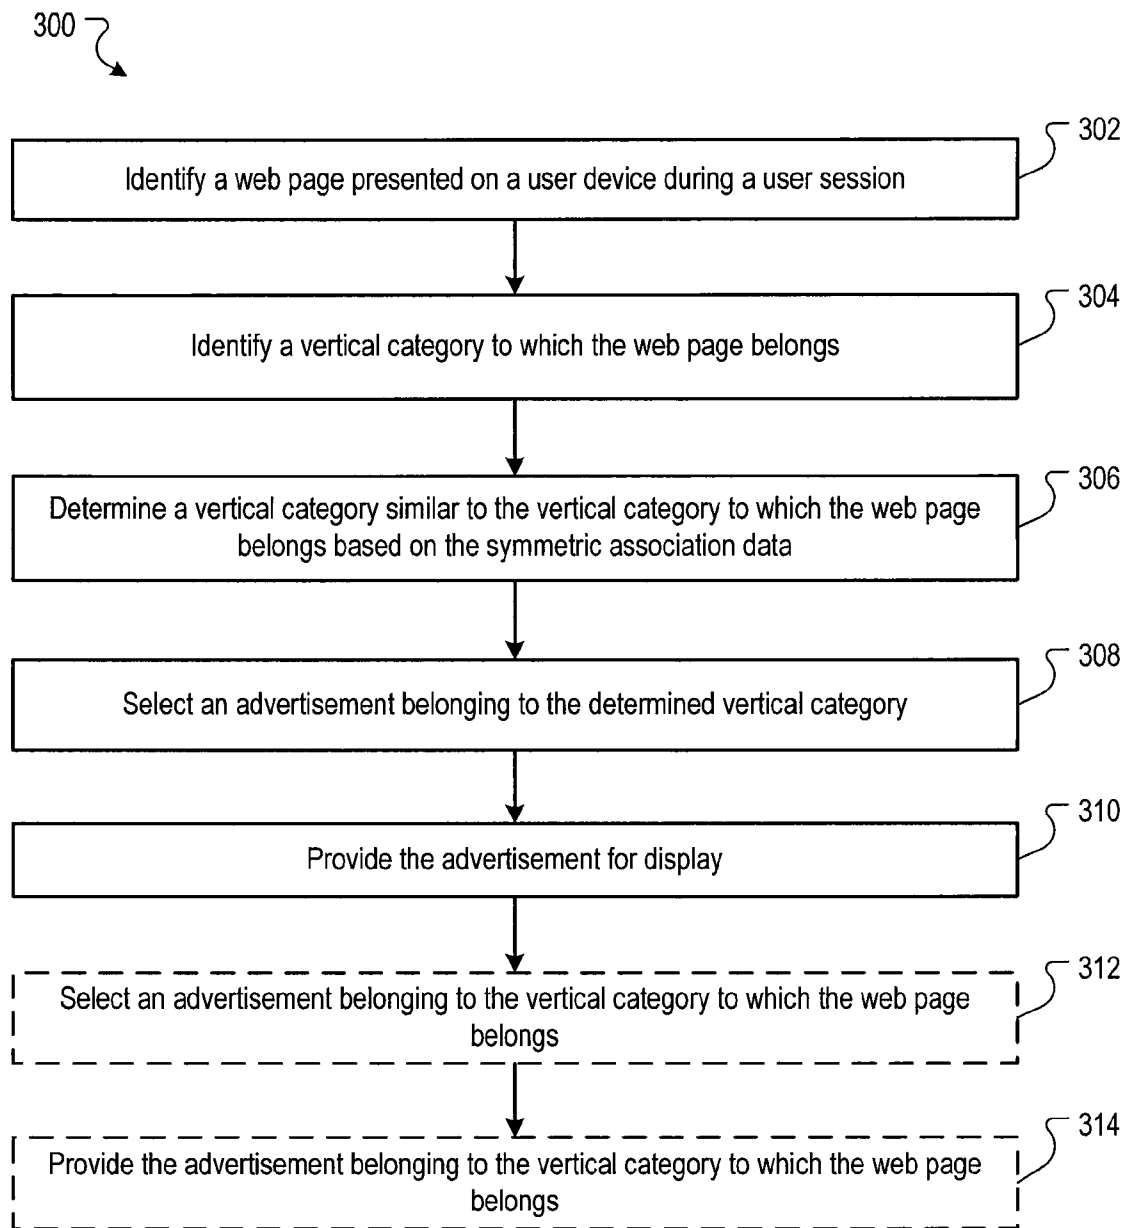 300
302
Identify a web page presented on a user device during a user session
304
Identify a vertical category to which the web page belongs
306
Determine a vertical category similar to the vertical category to which the web page
belongs based on the symmetric association data
308
Select an advertisement belonging to the determined vertical category
310
Provide the advertisement for display
312
Select an advertisement belonging to the vertical category to which the web page
belongs
314
Provide the advertisement belonging to the vertical category to which the web page
belongs